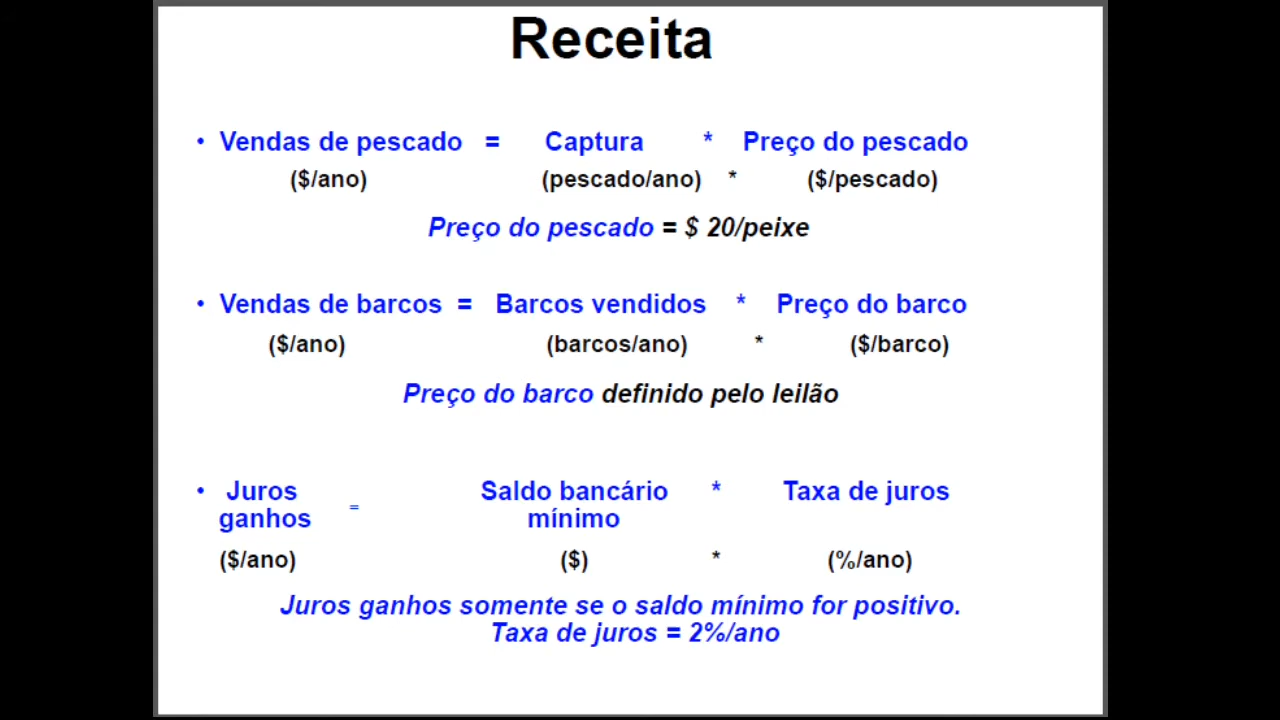 Receita
• Vendas de pescado = Captura * Preço do pescado
($/ano) (pescado/ano) * ($/pescado)
Preço do pescado = $ 20/peixe
• Vendas de barcos = Barcos vendidos * Preço do barco
($/ano) (barcos/ano) * ($/barco)
Preço do barco definido pelo leilão
• Juros ganhos = Saldo bancário mínimo * Taxa de juros
($/ano) ($) * (%/ano)
Juros ganhos somente se o saldo mínimo for positivo.
Taxa de juros = 2%/ano